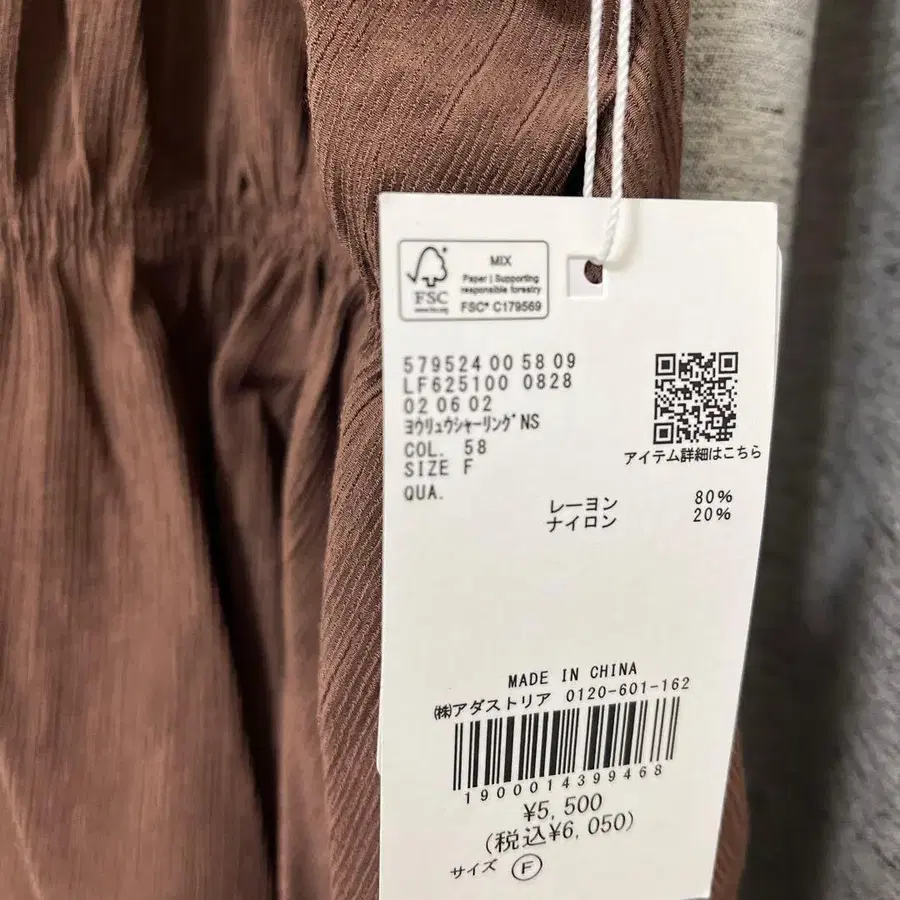 FSC
www.fsc.org
MIX
Paper | Supporting
responsible forestry
FSC® C179569
579524 00 58 09
LF625100 0828
02 06 02
ﾖｳﾘｭｳｼｬｰﾘﾝｸﾞNS
COL. 58
SIZE F
QUA.
アイテム詳細はこちら
レーヨン 80%
ナイロン 20%
MADE IN CHINA
㈱アダストリア 0120-601-162
1900014399468
¥5,500
(税込¥6,050)
サイズ F